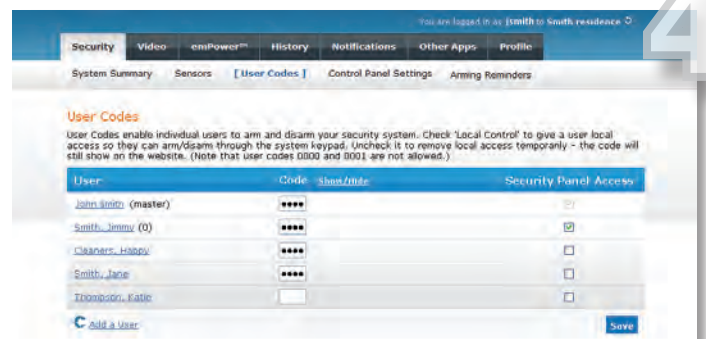 You are logged in as jsmith to Smith residence
4
Security Video emPower™ History Notifications Other Apps Profile
System Summary Sensors [ User Codes ] Control Panel Settings Arming Reminders
User Codes
User Codes enable individual users to arm and disarm your security system. Check 'Local Control' to give a user local
access so they can arm/disarm through the system keypad. Uncheck it to remove local access temporarily - the code will
still show on the website. (Note that user codes 0000 and 0001 are not allowed.)
User Code Show/Hide Security Panel Access
John Smith (master) ••••
Smith, Jimmy (0) ••••
Cleaners, Happy ••••
Smith, Jane ••••
Thompson, Katie
C Add a User Save